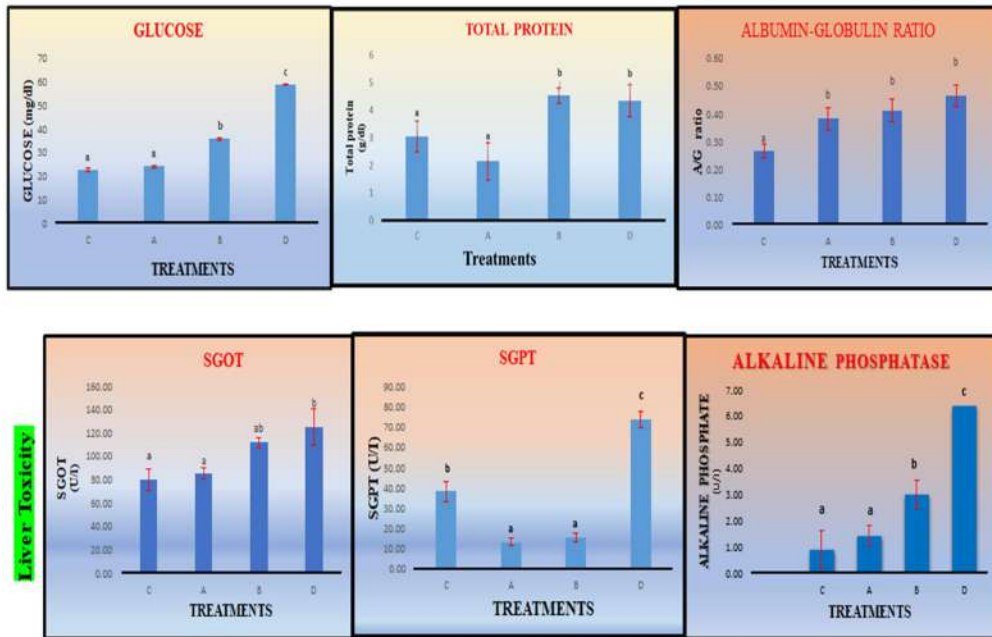 GLUCOSE
GLUCOSE (mg/dl)
70
60
50
40
30
20
10
0
a
a
b
c
C A B D
TREATMENTS
TOTAL PROTEIN
Total protein
(g/dl)
6
5
4
3
2
1
0
a
a
b
b
C A B D
Treatments
ALBUMIN-GLOBULIN RATIO
A/G ratio
0.60
0.50
0.40
0.30
0.20
0.10
0.00
a
b
b
b
C A B D
TREATMENTS
Liver Toxicity
SGOT
SGOT
(U/l)
160.00
140.00
120.00
100.00
80.00
60.00
40.00
20.00
0.00
a
a
ab
b
C A B D
TREATMENTS
SGPT
SGPT (U/I)
90.00
80.00
70.00
60.00
50.00
40.00
30.00
20.00
10.00
0.00
b
a
a
c
C A B D
TREATMENTS
ALKALINE PHOSPHATASE
ALKALINE PHOSPHATE
(U/l)
7.00
6.00
5.00
4.00
3.00
2.00
1.00
0.00
a
a
b
c
C A B D
TREATMENTS